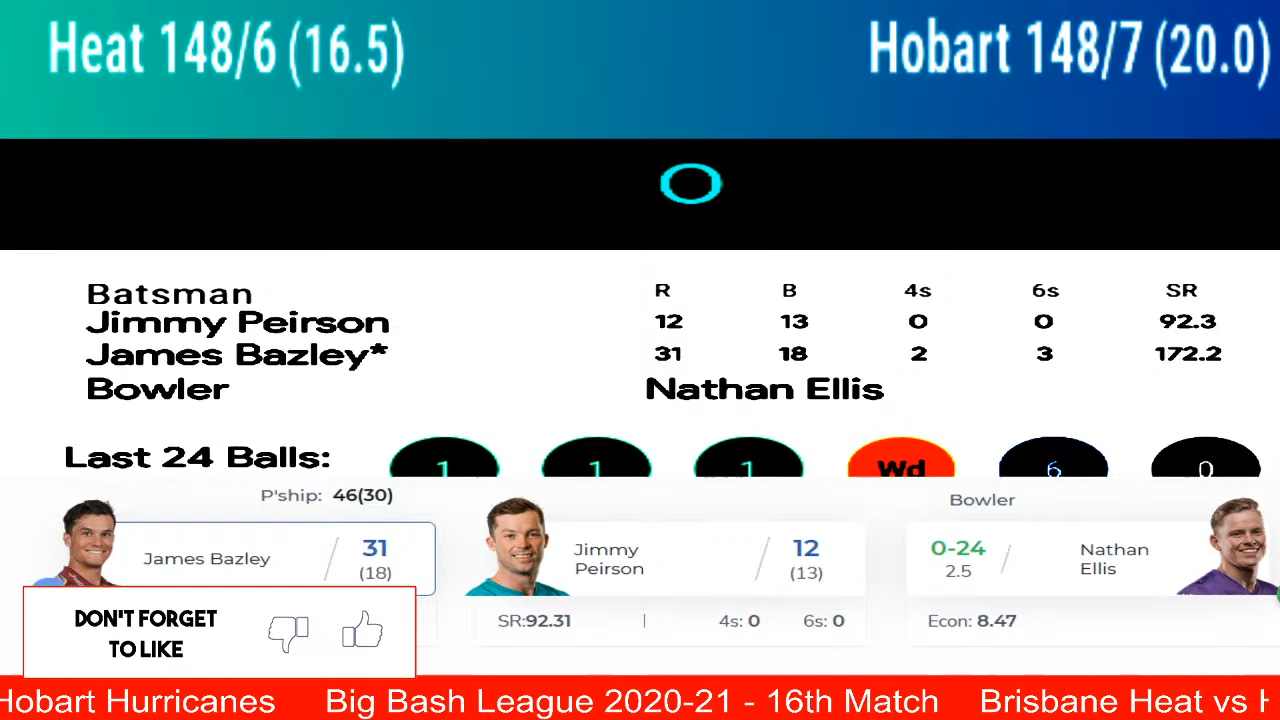 Heat 148/6 (16.5) Hobart 148/7 (20.0)
0
Batsman R B 4s 6s SR
Jimmy Peirson 12 13 0 0 92.3
James Bazley* 31 18 2 3 172.2
Bowler Nathan Ellis
Last 24 Balls: 1 1 1 Wd 6 0
P'ship: 46(30) Bowler
James Bazley 31 (18)
Jimmy Peirson 12 (13)
0-24 2.5 Nathan Ellis
SR:92.31 4s: 0 6s: 0 Econ: 8.47
DON'T FORGET
TO LIKE
Hobart Hurricanes Big Bash League 2020-21 - 16th Match Brisbane Heat vs H